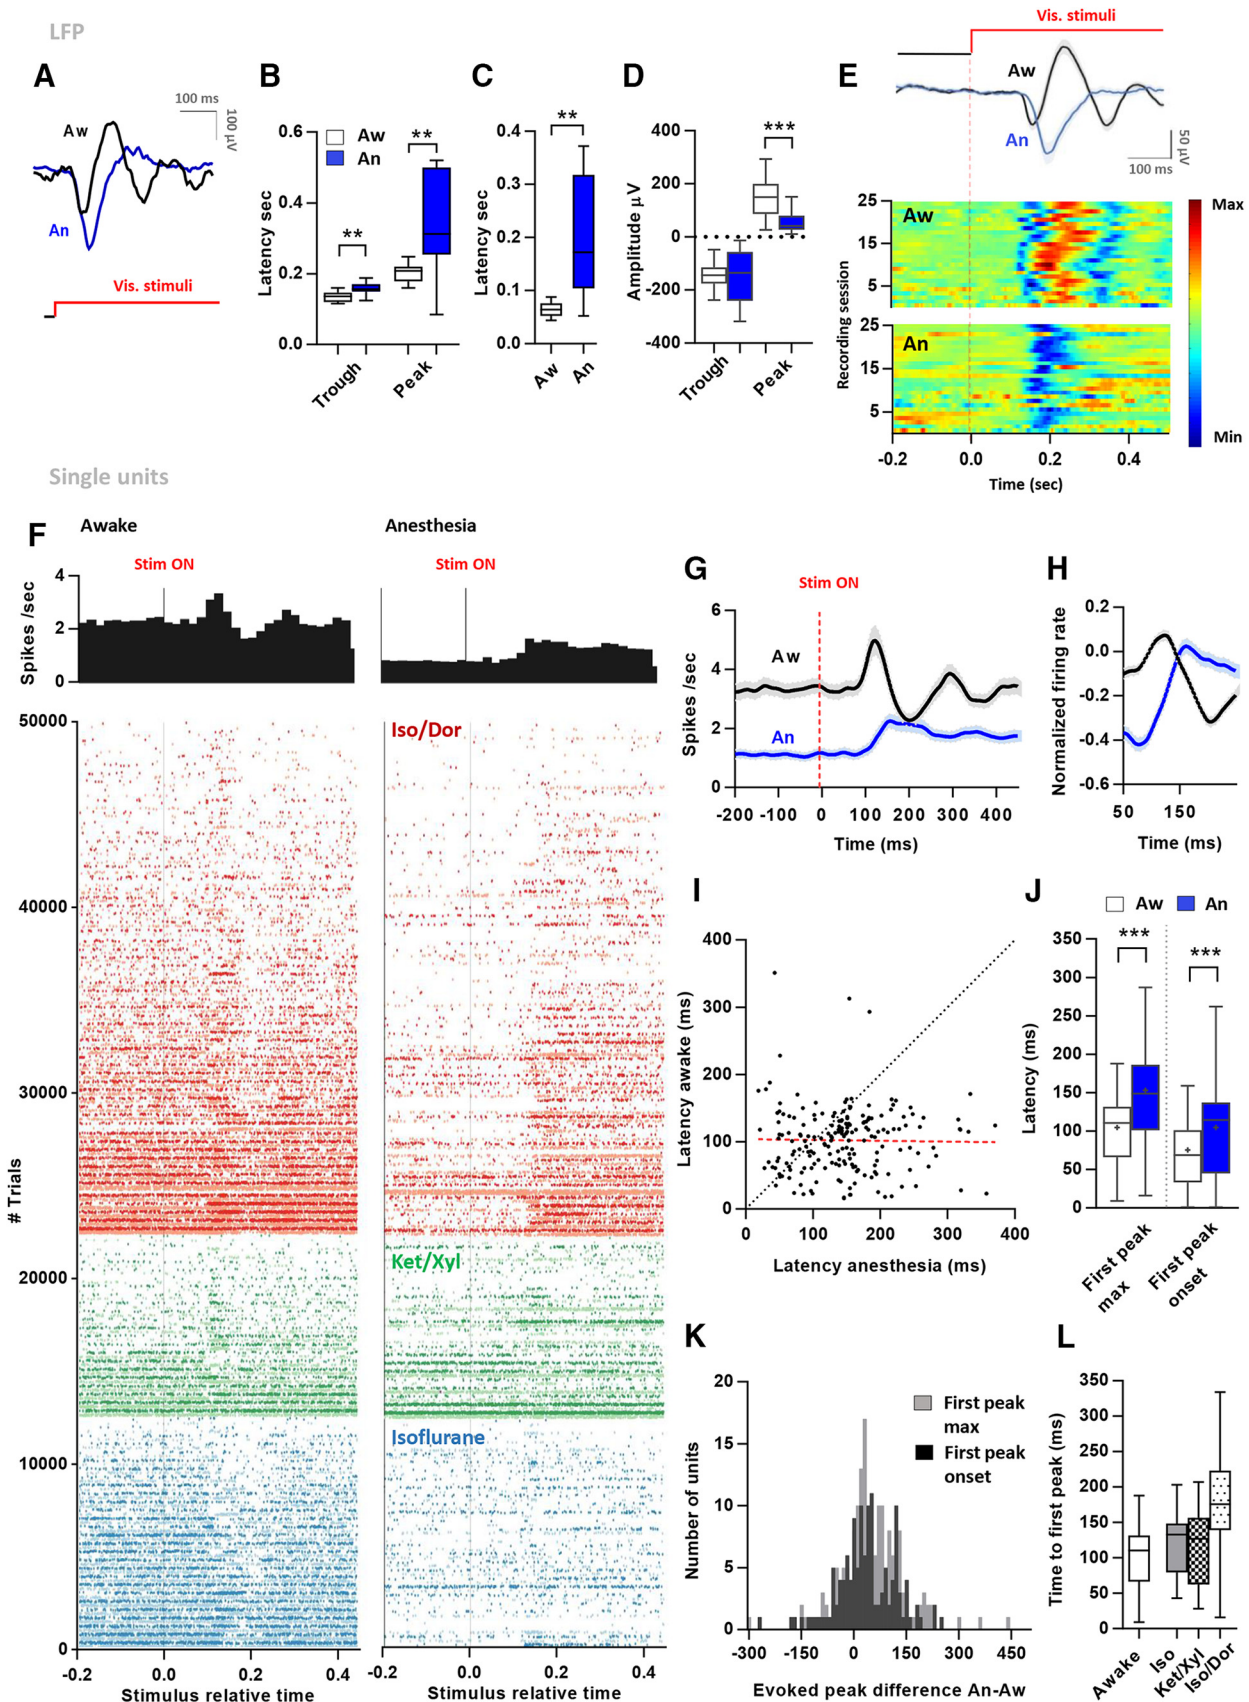 LFP
A
100 ms
100 µV
Aw
An
Vis. stimuli
B
Aw
An
**
**
Latency sec
0.6
0.4
0.2
0.0
Trough
Peak
C
**
Latency sec
0.4
0.3
0.2
0.1
0.0
Aw
An
D
***
Amplitude µV
400
200
0
-200
-400
Trough
Peak
E
Vis. stimuli
Aw
An
50 µV
100 ms
Recording session
25
15
5
Aw
25
15
5
An
Max
Min
-0.2
0.0
0.2
0.4
Time (sec)
Single units
F
Awake
Anesthesia
Stim ON
Stim ON
Spikes /sec
4
2
0
# Trials
50000
40000
30000
20000
10000
0
Iso/Dor
Ket/Xyl
Isoflurane
-0.2
0.0
0.2
0.4
Stimulus relative time
-0.2
0.0
0.2
0.4
Stimulus relative time
G
Stim ON
Spikes /sec
6
4
2
0
Aw
An
-200 -100 0 100 200 300 400
Time (ms)
H
Normalized firing rate
0.2
0.0
-0.2
-0.4
-0.6
50
150
Time (ms)
I
Latency awake (ms)
400
300
200
100
0
0
100
200
300
400
Latency anesthesia (ms)
J
Aw
An
***
***
Latency (ms)
350
300
250
200
150
100
50
0
First peak
max
First peak
onset
K
Number of units
20
15
10
5
0
First peak
max
First peak
onset
-300
-150
0
150
300
450
Evoked peak difference An-Aw
L
Time to first peak (ms)
350
300
250
200
150
100
50
0
Awake
Iso
Ket/Xyl
Iso/Dor